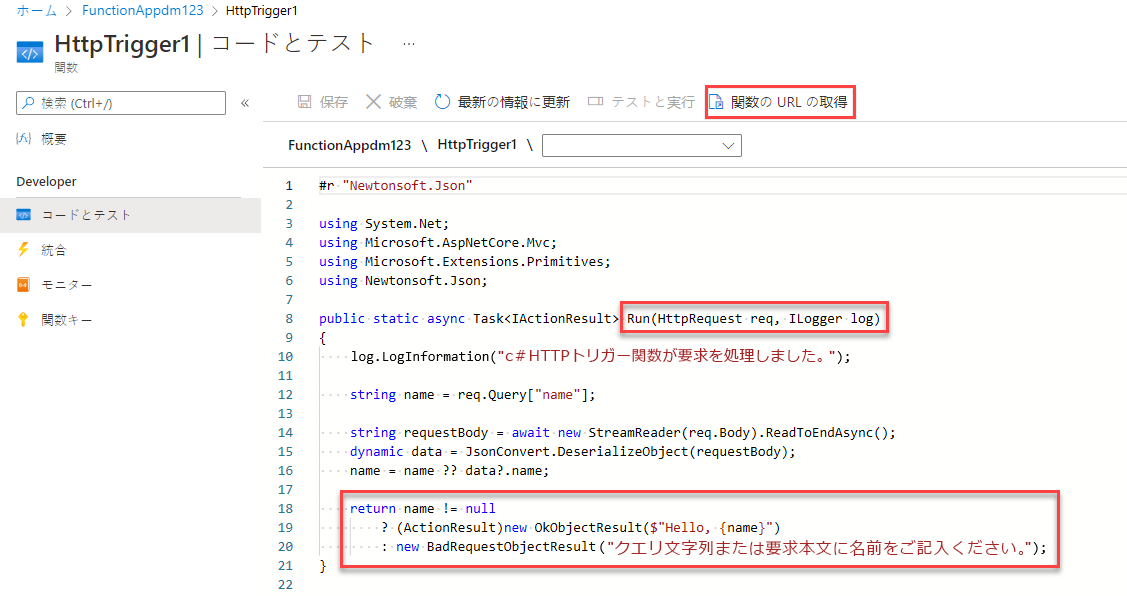 ホーム > FunctionAppdm123 > HttpTrigger1
HttpTrigger1 | コードとテスト ...
関数
検索 (Ctrl+/)
«
保存
破棄
最新の情報に更新
テストと実行
関数の URL の取得
概要
Developer
コードとテスト
統合
モニター
関数キー
FunctionAppdm123 \ HttpTrigger1 \
1 #r "Newtonsoft.Json"
2
3 using System.Net;
4 using Microsoft.AspNetCore.Mvc;
5 using Microsoft.Extensions.Primitives;
6 using Newtonsoft.Json;
7
8 public static async Task<IActionResult> Run(HttpRequest req, ILogger log)
9 {
10 log.LogInformation("c＃HTTPトリガー関数が要求を処理しました。");
11
12 string name = req.Query["name"];
13
14 string requestBody = await new StreamReader(req.Body).ReadToEndAsync();
15 dynamic data = JsonConvert.DeserializeObject(requestBody);
16 name = name ?? data?.name;
17
18 return name != null
19 ? (ActionResult)new OkObjectResult($"Hello, {name}")
20 : new BadRequestObjectResult("クエリ文字列または要求本文に名前をご記入ください。");
21 }
22